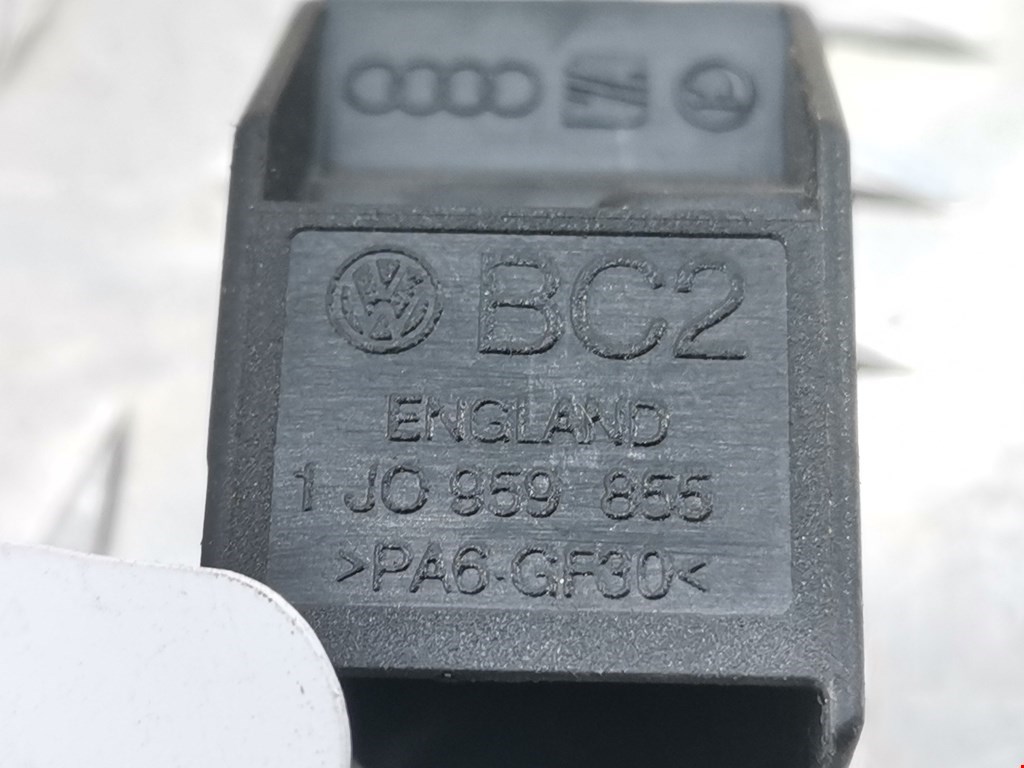 BC2
ENGLAND
1 J0 959 855
>PA6-GF30<